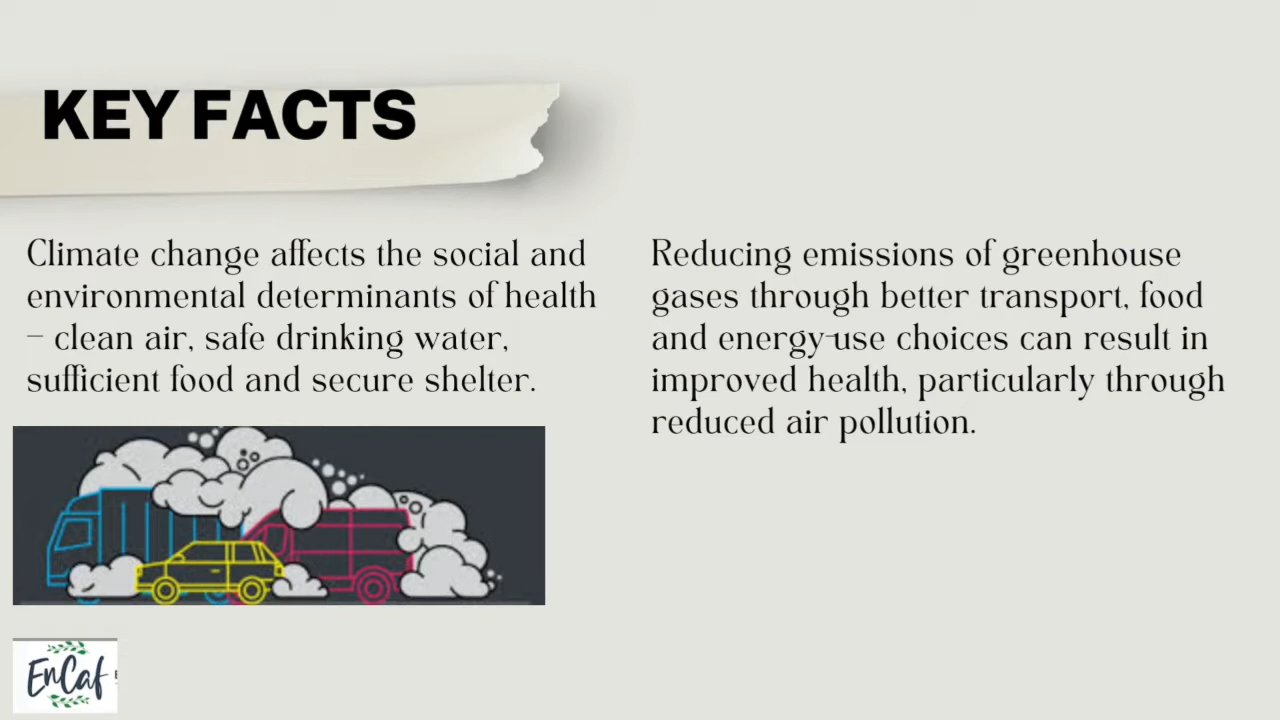 KEY FACTS
Climate change affects the social and
environmental determinants of health
– clean air, safe drinking water,
sufficient food and secure shelter.
Reducing emissions of greenhouse
gases through better transport, food
and energy-use choices can result in
improved health, particularly through
reduced air pollution.
EnCaf